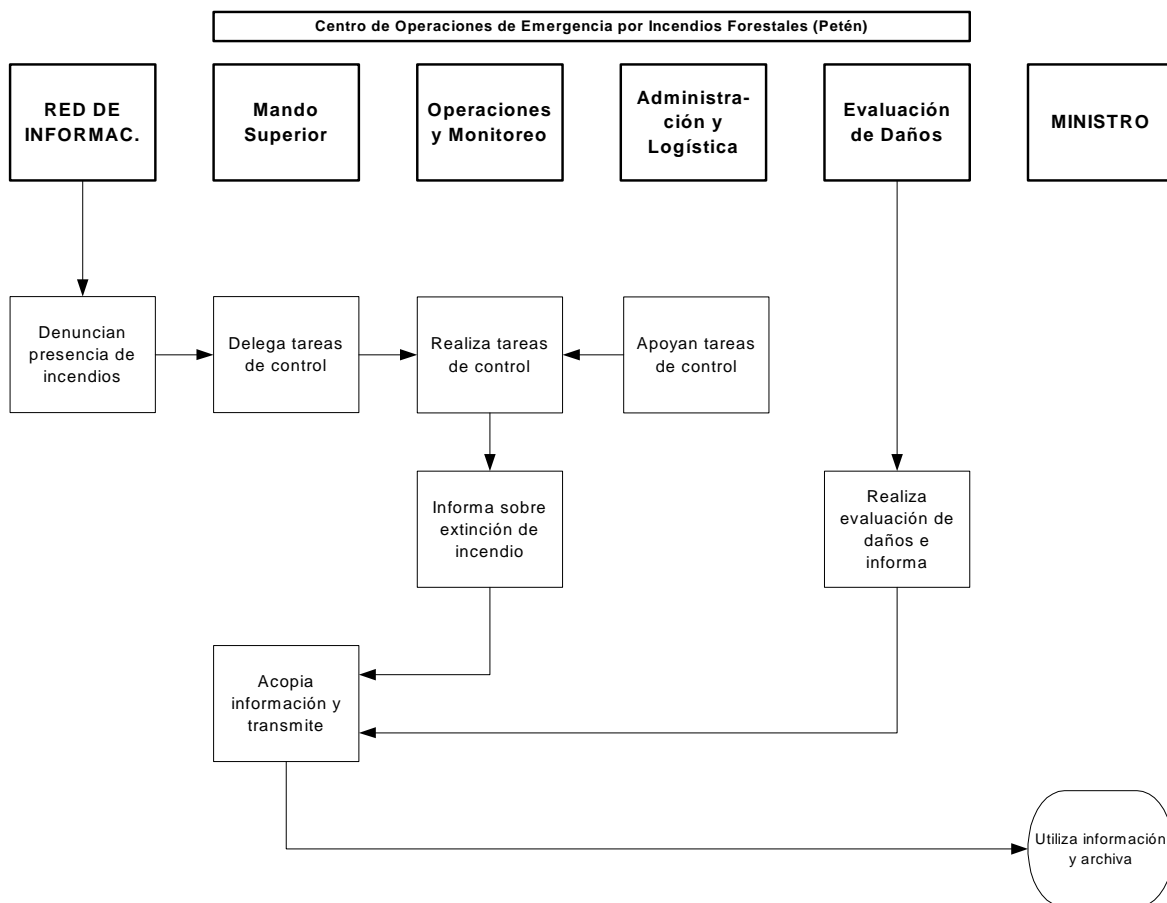 Centro de Operaciones de Emergencia por Incendios Forestales (Petén)
RED DE
INFORMAC.
Mando
Superior
Operaciones
y Monitoreo
Administra-
ción y
Logística
Evaluación
de Daños
MINISTRO
Denuncian
presencia de
incendios
Delega tareas
de control
Realiza tareas
de control
Apoyan tareas
de control
Informa sobre
extinción de
incendio
Realiza
evaluación de
daños e
informa
Acopia
información y
transmite
Utiliza información
y archiva